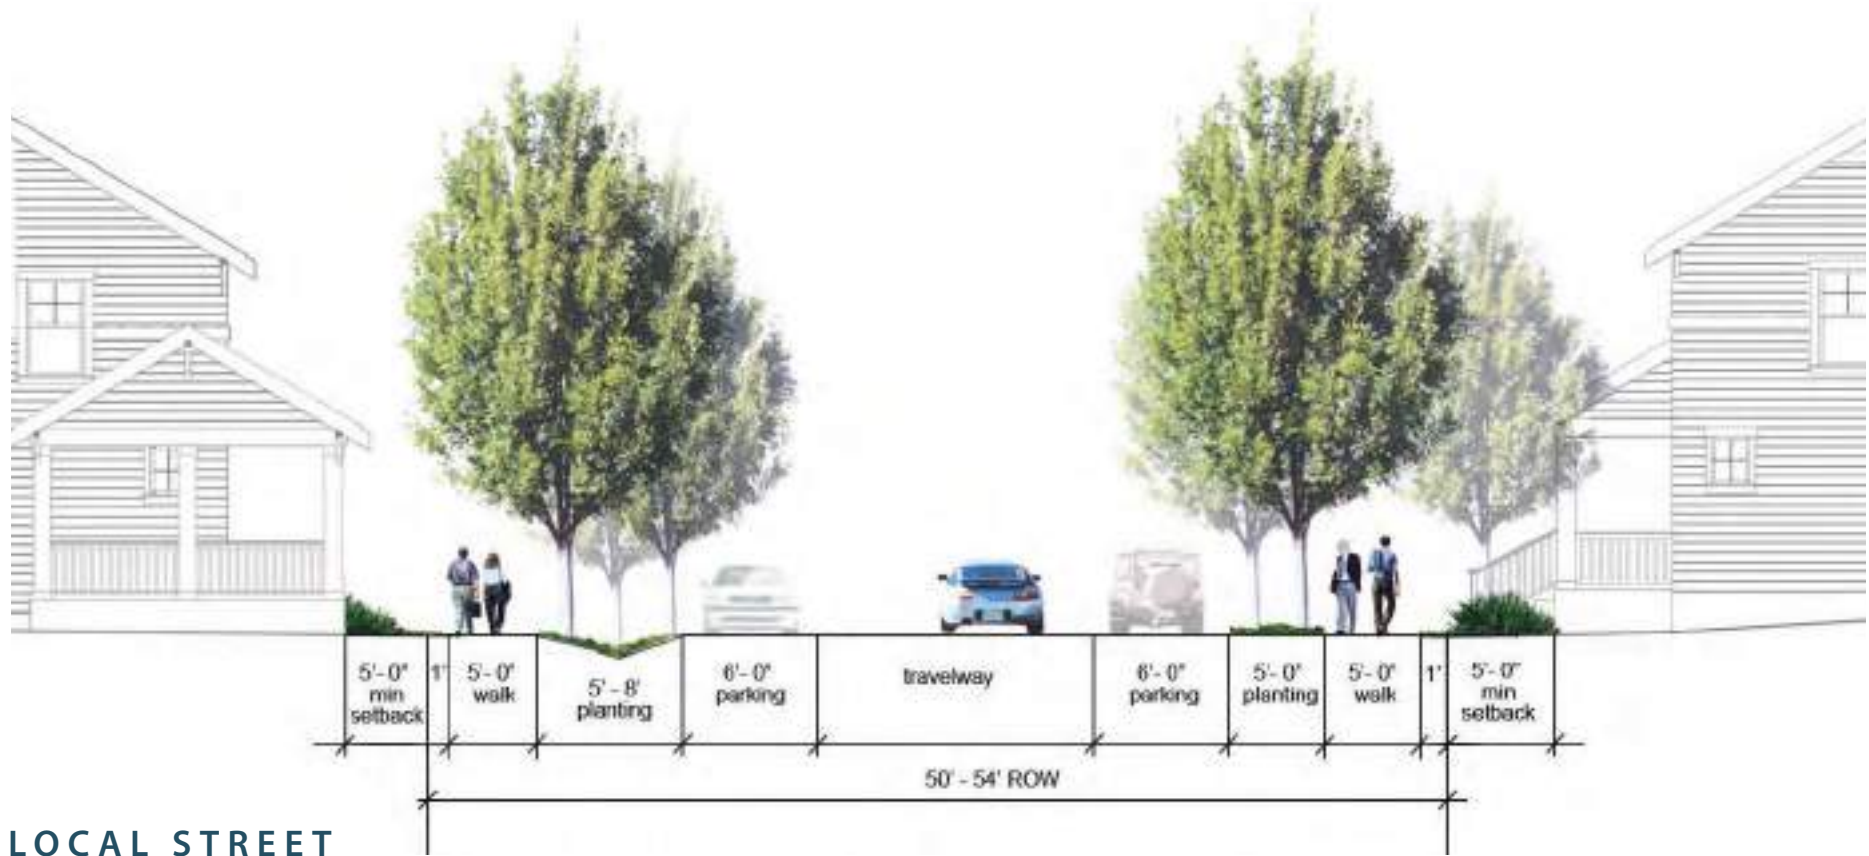 5'- 0"
min
setback
1'
5'- 0"
walk
5' - 8'
planting
6'- 0"
parking
travelway
6'- 0"
parking
5'- 0"
planting
5'- 0"
walk
1'
5'- 0"
min
setback
50' - 54' ROW
LOCAL STREET